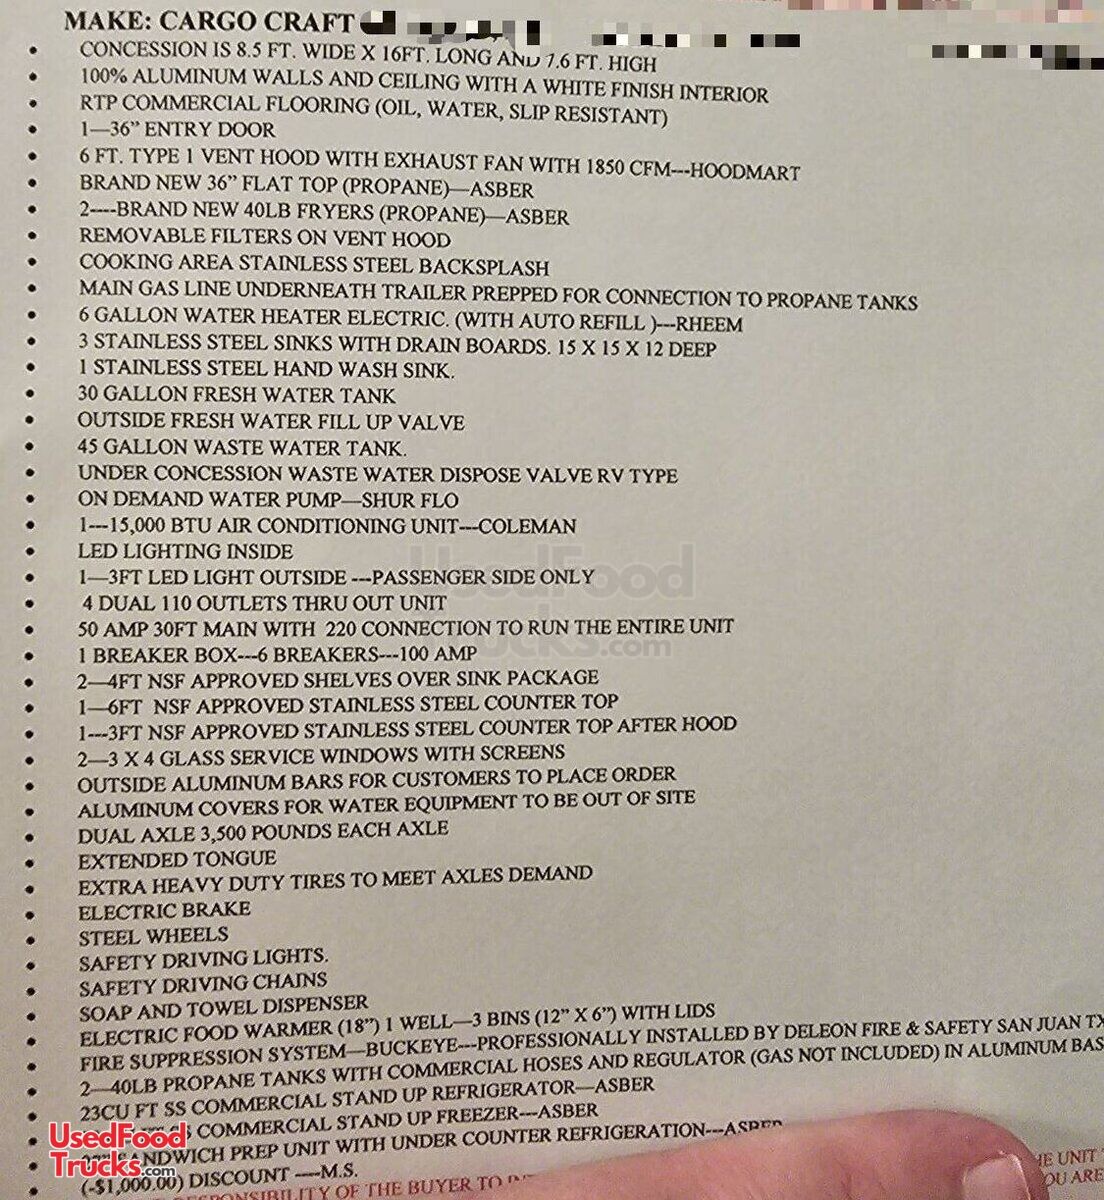 MAKE: CARGO CRAFT
• CONCESSION IS 8.5 FT. WIDE X 16FT. LONG AND 7.6 FT. HIGH
• 100% ALUMINUM WALLS AND CEILING WITH A WHITE FINISH INTERIOR
• RTP COMMERCIAL FLOORING (OIL, WATER, SLIP RESISTANT)
• 1—36” ENTRY DOOR
• 6 FT. TYPE 1 VENT HOOD WITH EXHAUST FAN WITH 1850 CFM---HOODMART
• BRAND NEW 36” FLAT TOP (PROPANE)—ASBER
• 2----BRAND NEW 40LB FRYERS (PROPANE)—ASBER
• REMOVABLE FILTERS ON VENT HOOD
• COOKING AREA STAINLESS STEEL BACKSPLASH
• MAIN GAS LINE UNDERNEATH TRAILER PREPPED FOR CONNECTION TO PROPANE TANKS
• 6 GALLON WATER HEATER ELECTRIC. (WITH AUTO REFILL )---RHEEM
• 3 STAINLESS STEEL SINKS WITH DRAIN BOARDS. 15 X 15 X 12 DEEP
• 1 STAINLESS STEEL HAND WASH SINK.
• 30 GALLON FRESH WATER TANK
• OUTSIDE FRESH WATER FILL UP VALVE
• 45 GALLON WASTE WATER TANK.
• UNDER CONCESSION WASTE WATER DISPOSE VALVE RV TYPE
• ON DEMAND WATER PUMP—SHUR FLO
• 1---15,000 BTU AIR CONDITIONING UNIT---COLEMAN
• LED LIGHTING INSIDE
• 1—3FT LED LIGHT OUTSIDE ---PASSENGER SIDE ONLY
• 4 DUAL 110 OUTLETS THRU OUT UNIT
• 50 AMP 30FT MAIN WITH 220 CONNECTION TO RUN THE ENTIRE UNIT
• 1 BREAKER BOX---6 BREAKERS---100 AMP
• 2—4FT NSF APPROVED SHELVES OVER SINK PACKAGE
• 1—6FT NSF APPROVED STAINLESS STEEL COUNTER TOP
• 1---3FT NSF APPROVED STAINLESS STEEL COUNTER TOP AFTER HOOD
• 2—3 X 4 GLASS SERVICE WINDOWS WITH SCREENS
• OUTSIDE ALUMINUM BARS FOR CUSTOMERS TO PLACE ORDER
• ALUMINUM COVERS FOR WATER EQUIPMENT TO BE OUT OF SITE
• DUAL AXLE 3,500 POUNDS EACH AXLE
• EXTENDED TONGUE
• EXTRA HEAVY DUTY TIRES TO MEET AXLES DEMAND
• ELECTRIC BRAKE
• STEEL WHEELS
• SAFETY DRIVING LIGHTS.
• SAFETY DRIVING CHAINS
• SOAP AND TOWEL DISPENSER
• ELECTRIC FOOD WARMER (18”) 1 WELL—3 BINS (12” X 6”) WITH LIDS
• FIRE SUPPRESSION SYSTEM—BUCKEYE---PROFESSIONALLY INSTALLED BY DELEON FIRE & SAFETY SAN JUAN TX
• 2—40LB PROPANE TANKS WITH COMMERCIAL HOSES AND REGULATOR (GAS NOT INCLUDED) IN ALUMINUM BAS
• 23CU FT SS COMMERCIAL STAND UP REFRIGERATOR—ASBER
• COMMERCIAL STAND UP FREEZER---ASBER
• SANDWICH PREP UNIT WITH UNDER COUNTER REFRIGERATION---ASBER
• (-$1,000.00) DISCOUNT ----M.S.
RESPONSIBILITY OF THE BUYER TO
HE UNIT
OU ARE
UsedFood
Trucks.com
UsedFood
Trucks.com